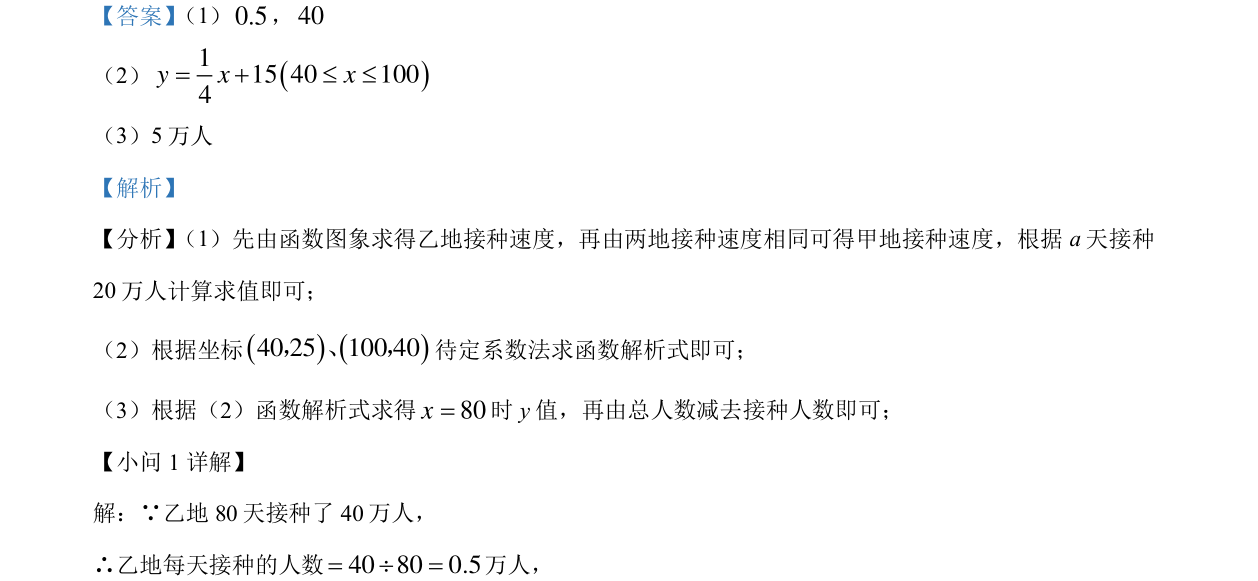 【答案】（1）0.5，40
（2）y=1/4x+15(40≤x≤100)
（3）5 万人
【解析】
【分析】（1）先由函数图象求得乙地接种速度，再由两地接种速度相同可得甲地接种速度，根据 a 天接种
20 万人计算求值即可；
（2）根据坐标(40,25)、(100,40)待定系数法求函数解析式即可；
（3）根据（2）函数解析式求得 x=80 时 y 值，再由总人数减去接种人数即可；
【小问 1 详解】
解：∵乙地 80 天接种了 40 万人，
∴乙地每天接种的人数=40÷80=0.5万人，